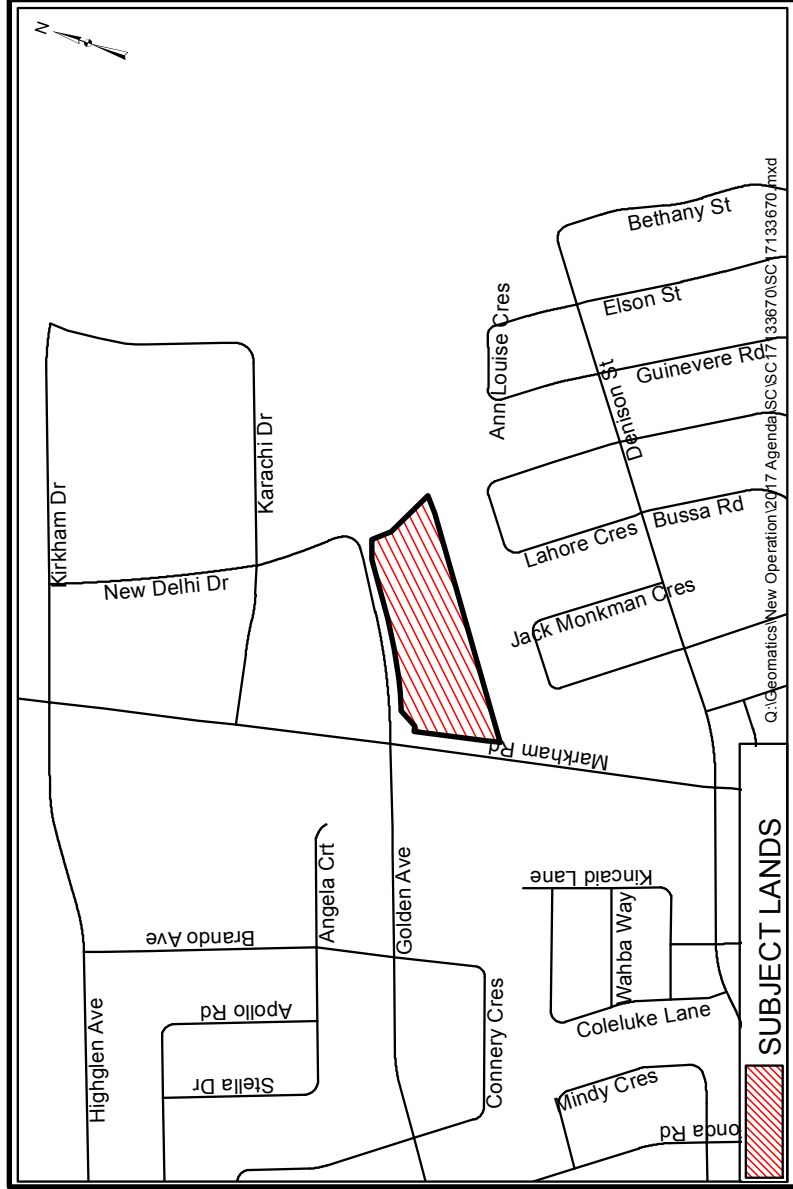 N
Kirkham Dr
Karachi Dr
New Delhi Dr
Highglen Ave
Brando Ave
Angela Crt
Apollo Rd
Stella Dr
Golden Ave
Connery Cres
Markham Rd
Ann Louise Cres
Bethany St
Elson St
Guinevere Rd
Denison St
Lahore Cres
Bussa Rd
Jack Monkman Cres
Kincaid Lane
Wahba Way
Coleluke Lane
Mindy Cres
onca Rd
SUBJECT LANDS
Q:\Geomatics\New Operation\2017 Agenda\SC\SC17133670\SC17133670.mxd